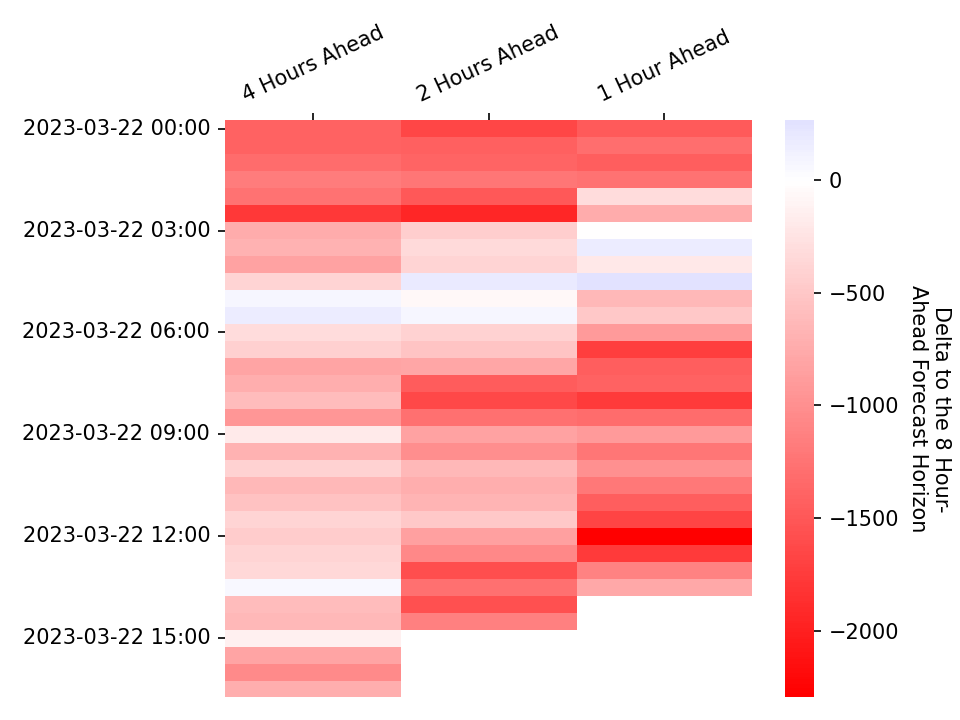 4 Hours Ahead
2 Hours Ahead
1 Hour Ahead
2023-03-22 00:00
2023-03-22 03:00
2023-03-22 06:00
2023-03-22 09:00
2023-03-22 12:00
2023-03-22 15:00
0
−500
−1000
−1500
−2000
Delta to the 8 Hour-
Ahead Forecast Horizon